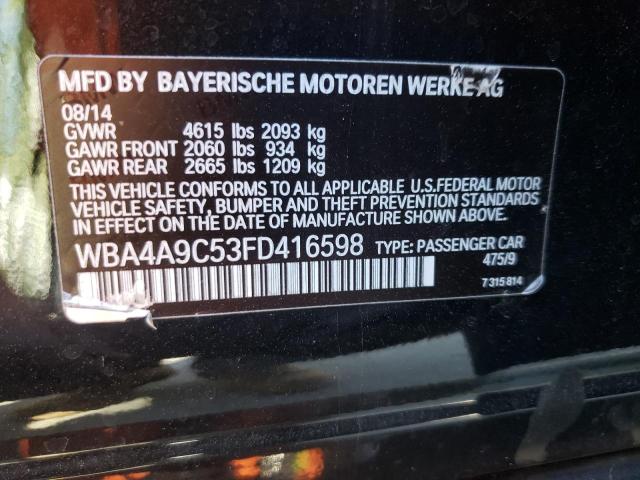 MFD BY BAYERISCHE MOTOREN WERKE AG
08/14
GVWR 4615 lbs 2093 kg
GAWR FRONT 2060 lbs 934 kg
GAWR REAR 2665 lbs 1209 kg
THIS VEHICLE CONFORMS TO ALL APPLICABLE U.S.FEDERAL MOTOR
VEHICLE SAFETY, BUMPER AND THEFT PREVENTION STANDARDS
IN EFFECT ON THE DATE OF MANUFACTURE SHOWN ABOVE.
WBA4A9C53FD416598 TYPE: PASSENGER CAR
475/9
7 315 814